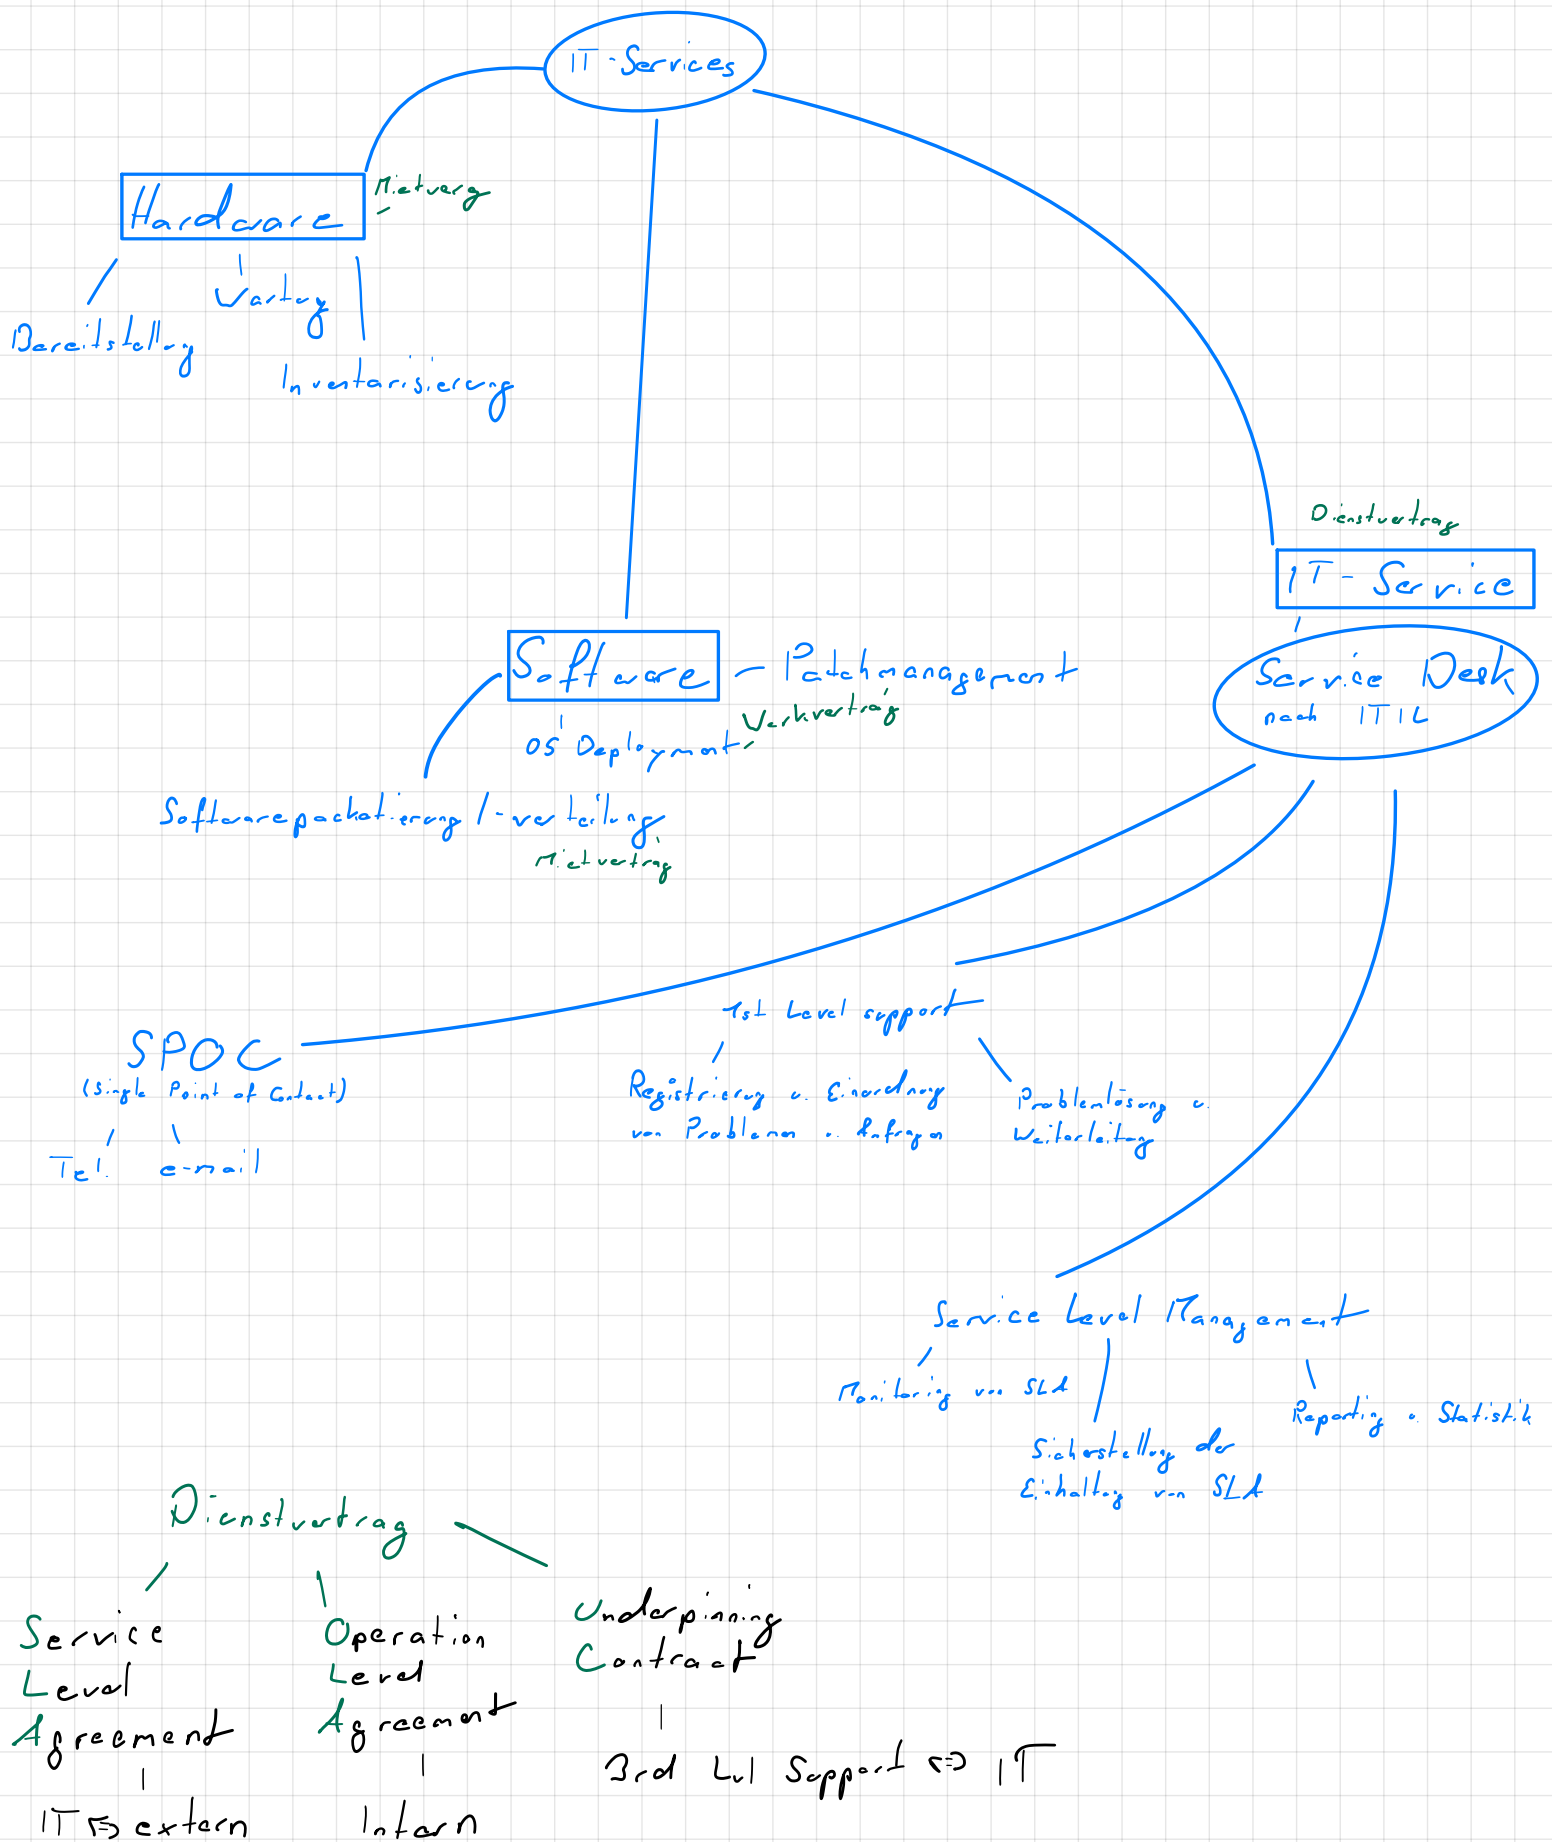 IT-Services
Hardware
Mietverg
Bereitstellung
Wartung
Inventarisierung
Dienstvertrag
IT-Service
Service Desk
nach ITIL
Software - Patchmanagement
Werkvertrag
OS Deployment
Softwarepacketierung / -verteilung
Mietvertrag
1st Level support
SPOC
(Single Point of Contact)
Tel.
e-mail
Registrierung u. Einordnung
von Problemen u. Anfragen
Problemlösung u.
Weiterleitung
Service Level Management
Monitoring von SLA
Sicherstellung der
Einhaltung von SLA
Reporting u. Statistik
Dienstvertrag
Service
Level
Agreement
IT <=> extern
Operation
Level
Agreement
Intern
Underpinning
Contract
3rd Lvl Support <=> IT